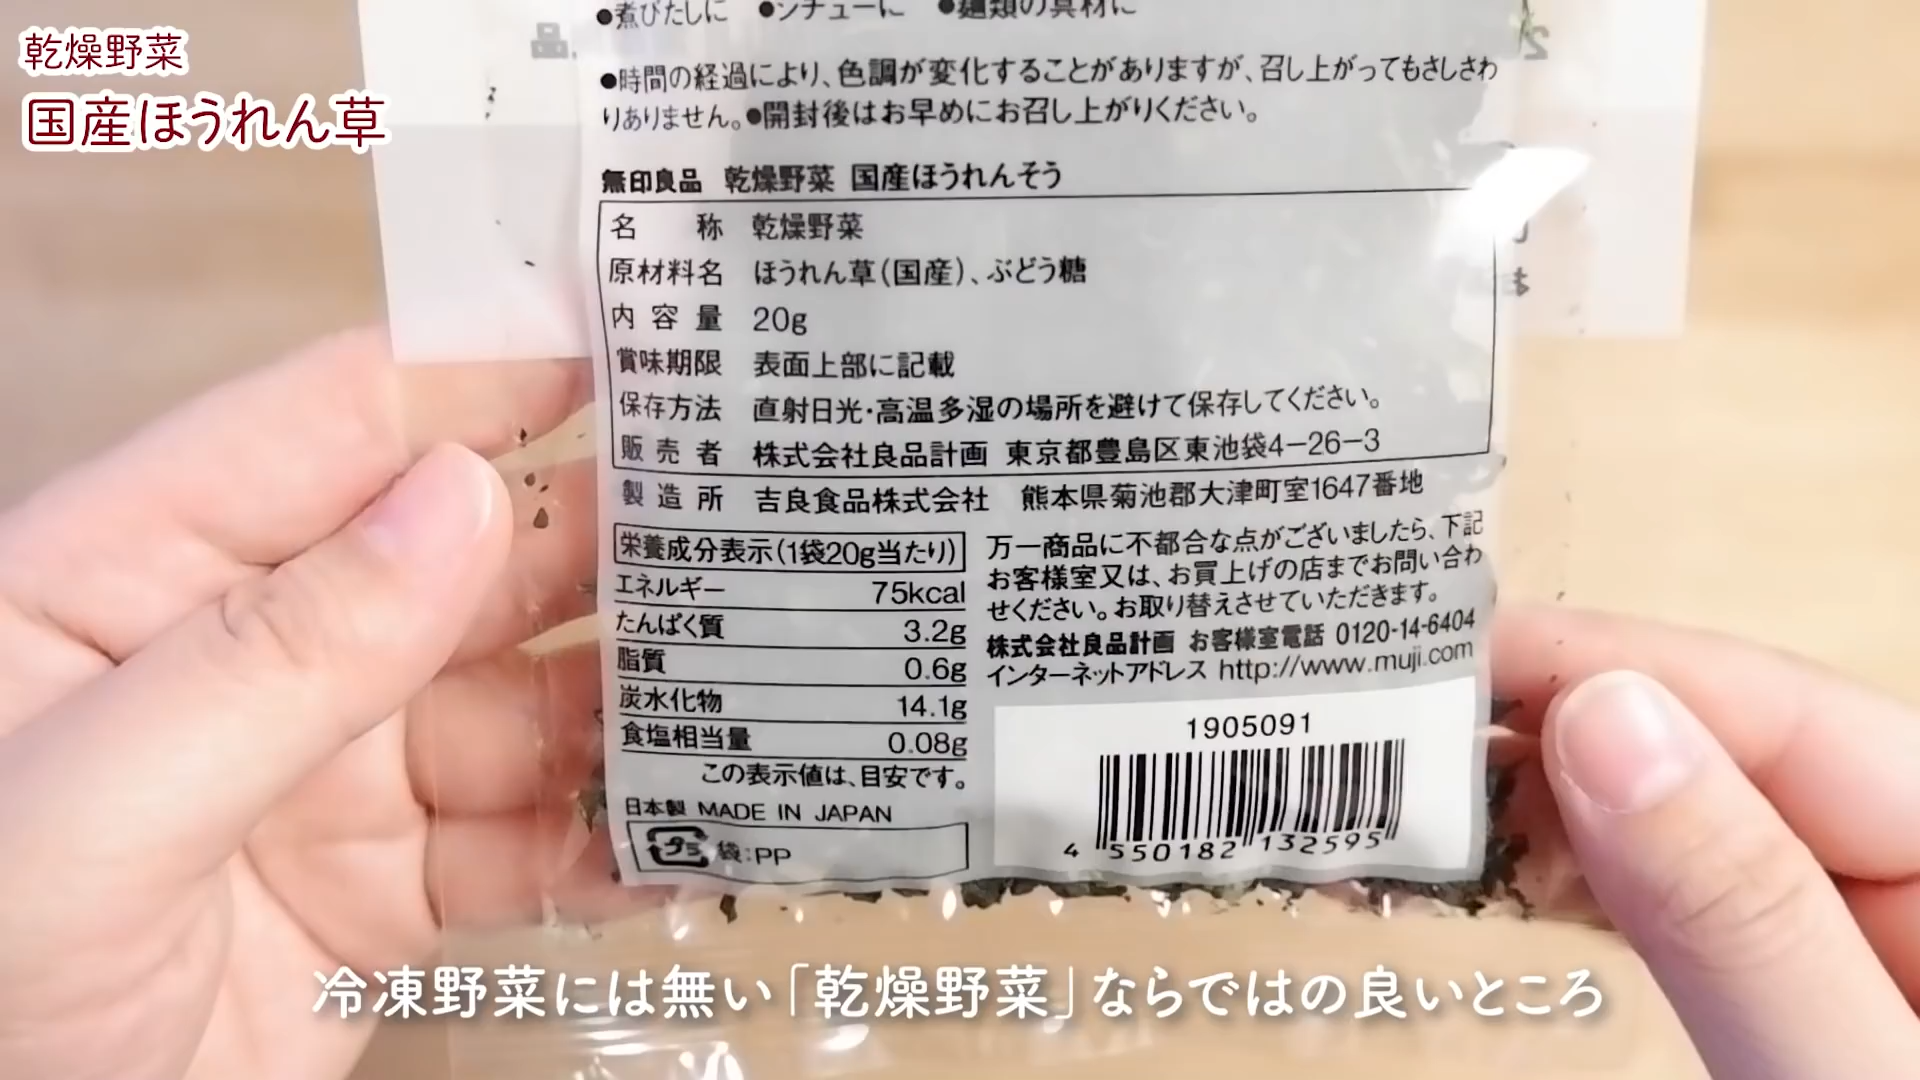 乾燥野菜
国産ほうれん草
●煮びたしに ●シチューに ●麺類の具材に
●時間の経過により、色調が変化することがありますが、召し上がってもさしさわ
りありません。●開封後はお早めにお召し上がりください。
無印良品 乾燥野菜 国産ほうれんそう
名称 乾燥野菜
原材料名 ほうれん草(国産)、ぶどう糖
内容量 20g
賞味期限 表面上部に記載
保存方法 直射日光・高温多湿の場所を避けて保存してください。
販売者 株式会社良品計画 東京都豊島区東池袋4-26-3
製造所 吉良食品株式会社 熊本県菊池郡大津町室1647番地
栄養成分表示(1袋20g当たり)
エネルギー 75kcal
たんぱく質 3.2g
脂質 0.6g
炭水化物 14.1g
食塩相当量 0.08g
この表示値は、目安です。
日本製 MADE IN JAPAN
プラ 袋:PP
万一商品に不都合な点がございましたら、下記
お客様室又は、お買上げの店までお問い合わ
せください。お取り替えさせていただきます。
株式会社良品計画 お客様室電話 0120-14-6404
インターネットアドレス http://www.muji.com
1905091
4 550182 132595
冷凍野菜には無い「乾燥野菜」ならではの良いところ